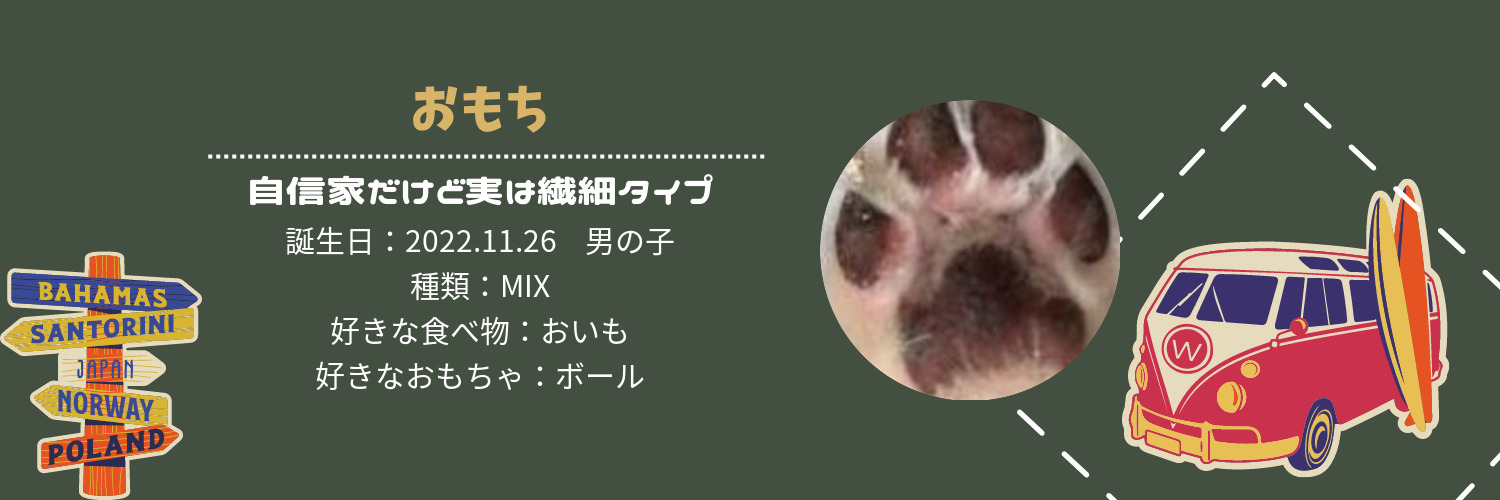 おもち
自信家だけど実は繊細タイプ
誕生日：2022.11.26　男の子
種類：MIX
好きな食べ物：おいも
好きなおもちゃ：ボール
BAHAMAS
SANTORINI
JAPAN
NORWAY
POLAND
W